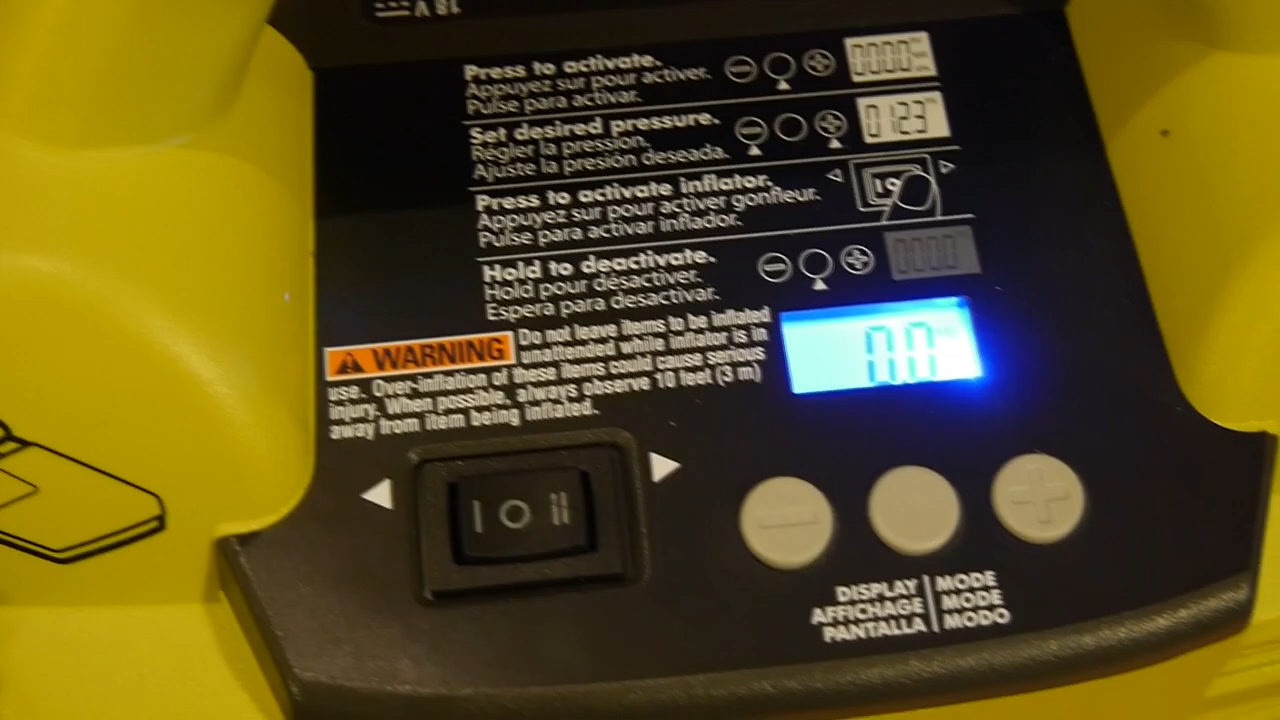 18 V
Press to activate.
Appuyez sur pour activer.
Pulse para activar.
0000
Set desired pressure.
Régler la pression.
Ajuste la presión deseada.
0123
Press to activate inflator.
Appuyez sur pour activer gonfleur.
Pulse para activar inflador.
Hold to deactivate.
Hold pour désactiver.
Espera para desactivar.
0000
WARNING Do not leave items to be inflated
unattended while inflator is in
use. Over-inflation of these items could cause serious
injury. When possible, always observe 10 feet (3 m)
away from item being inflated.
0.0
I O II
DISPLAY | MODE
AFFICHAGE | MODE
PANTALLA | MODO